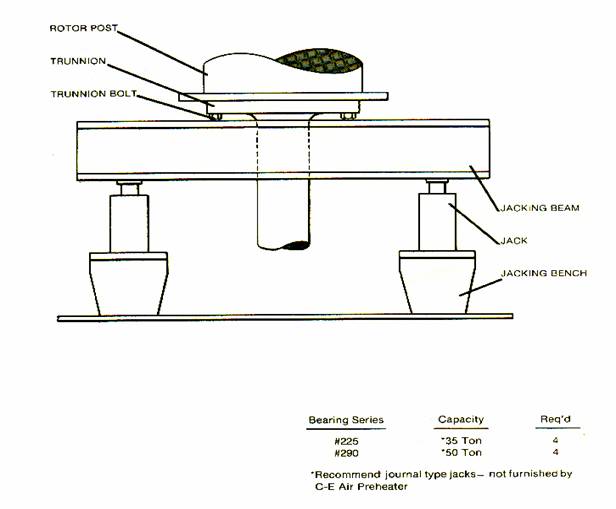 ROTOR POST
TRUNNION
TRUNNION BOLT
JACKING BEAM
JACK
JACKING BENCH
Bearing Series Capacity Req'd
#225 *35 Ton 4
#290 *50 Ton 4
*Recommend journal type jacks— not furnished by
C-E Air Preheater